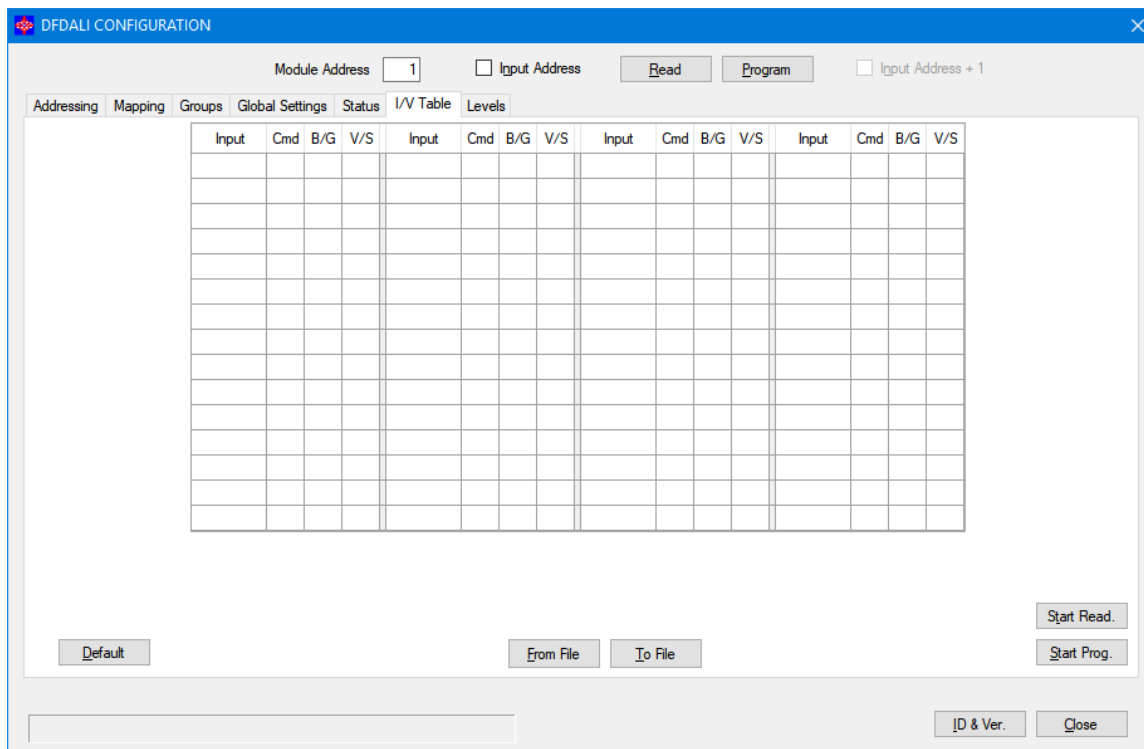 DFDALI CONFIGURATION
Module Address 1 Input Address Read Program Input Address + 1
Addressing Mapping Groups Global Settings Status I/V Table Levels
Input Cmd B/G V/S Input Cmd B/G V/S Input Cmd B/G V/S Input Cmd B/G V/S
Start Read.
Default From File To File Start Prog.
ID & Ver. Close